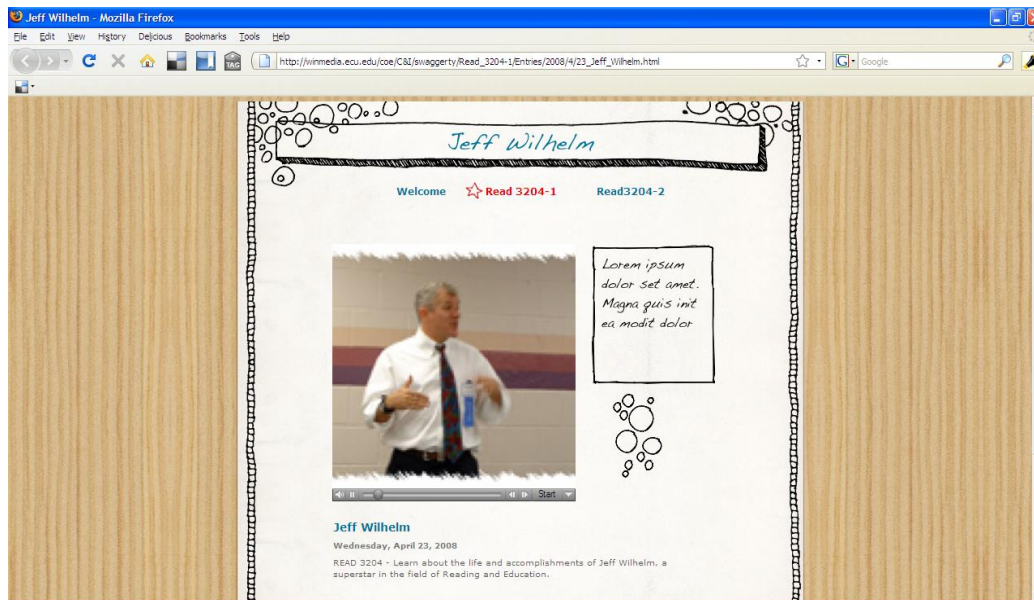 Jeff Wilhelm - Mozilla Firefox
File Edit View History Delicious Bookmarks Tools Help
TAG http://winmedia.ecu.edu/coe/C&I/swaggerty/Read_3204-1/Entries/2008/4/23_Jeff_Wilhelm.html G Google
Jeff Wilhelm
Welcome Read 3204-1 Read3204-2
Lorem ipsum
dolor set amet.
Magna quis init
ea modit dolor
Start
Jeff Wilhelm
Wednesday, April 23, 2008
READ 3204 - Learn about the life and accomplishments of Jeff Wilhelm, a
superstar in the field of Reading and Education.